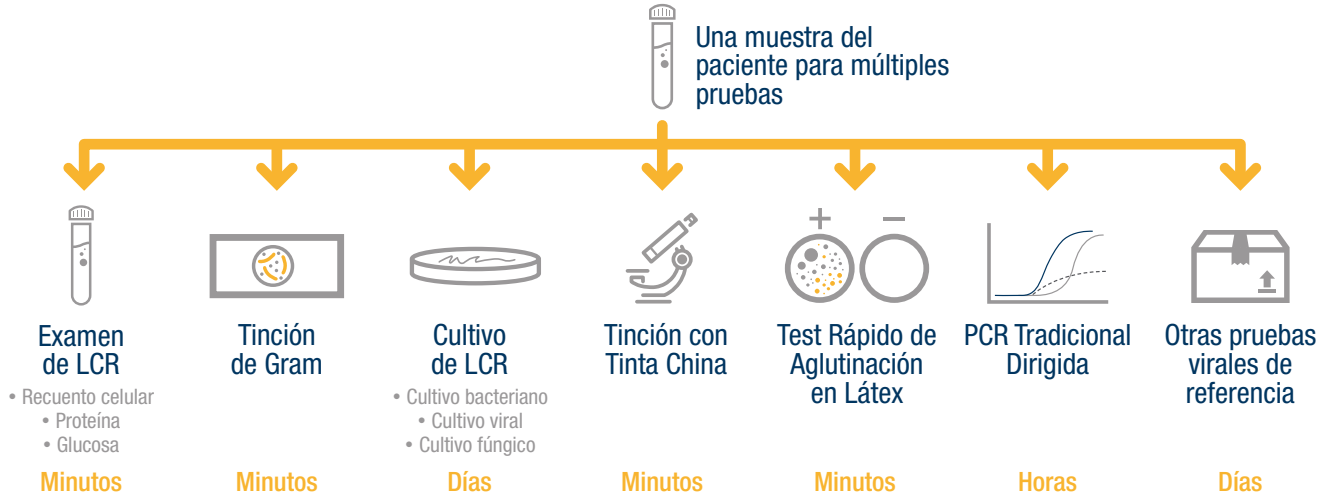 Una muestra del
paciente para múltiples
pruebas
+ −
Examen
de LCR
• Recuento celular
• Proteína
• Glucosa
Minutos
Tinción
de Gram
Minutos
Cultivo
de LCR
• Cultivo bacteriano
• Cultivo viral
• Cultivo fúngico
Días
Tinción con
Tinta China
Minutos
Test Rápido de
Aglutinación
en Látex
Minutos
PCR Tradicional
Dirigida
Horas
Otras pruebas
virales de
referencia
Días